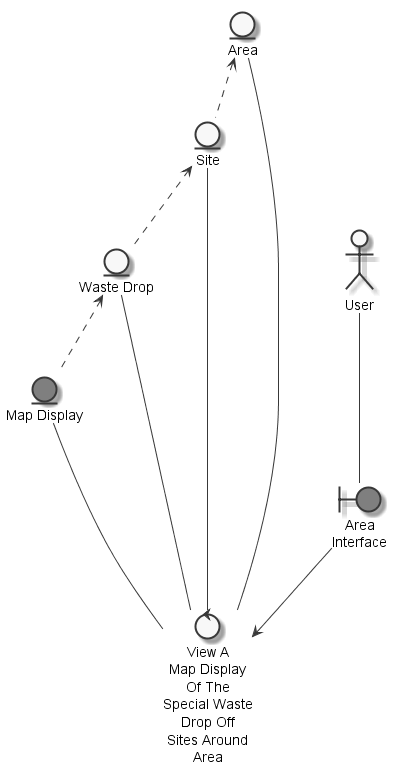 Area
Site
Waste Drop
User
Map Display
Area
Interface
View A
Map Display
Of The
Special Waste
Drop Off
Sites Around
Area